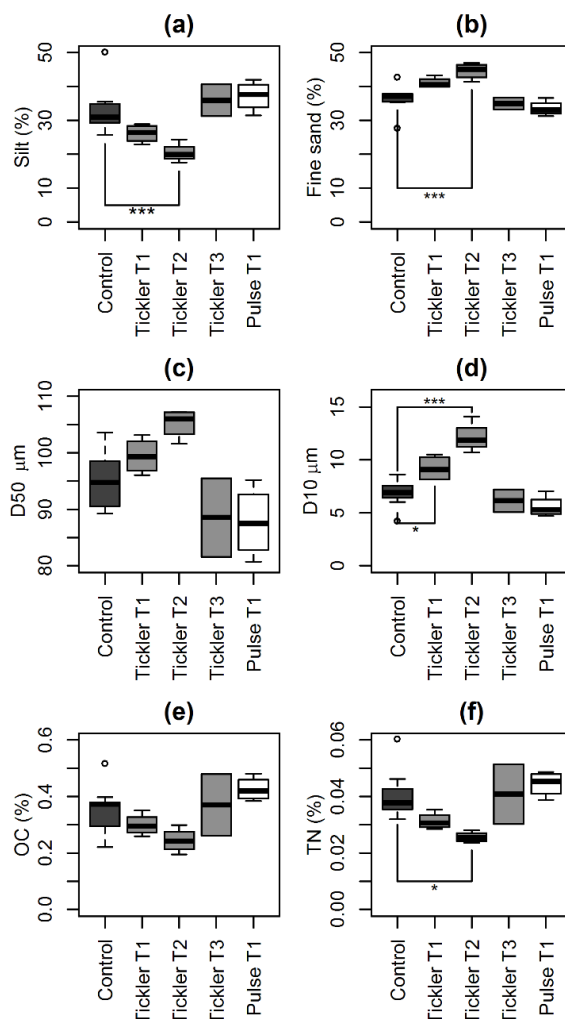 (a)
Silt (%)
50
30
10
0
***
Control
Tickler T1
Tickler T2
Tickler T3
Pulse T1
(b)
Fine sand (%)
50
30
10
0
***
Control
Tickler T1
Tickler T2
Tickler T3
Pulse T1
(c)
D50 μm
110
100
90
80
Control
Tickler T1
Tickler T2
Tickler T3
Pulse T1
(d)
D10 μm
15
10
5
0
***
*
Control
Tickler T1
Tickler T2
Tickler T3
Pulse T1
(e)
OC (%)
0.6
0.4
0.2
0.0
Control
Tickler T1
Tickler T2
Tickler T3
Pulse T1
(f)
TN (%)
0.06
0.04
0.02
0.00
*
Control
Tickler T1
Tickler T2
Tickler T3
Pulse T1